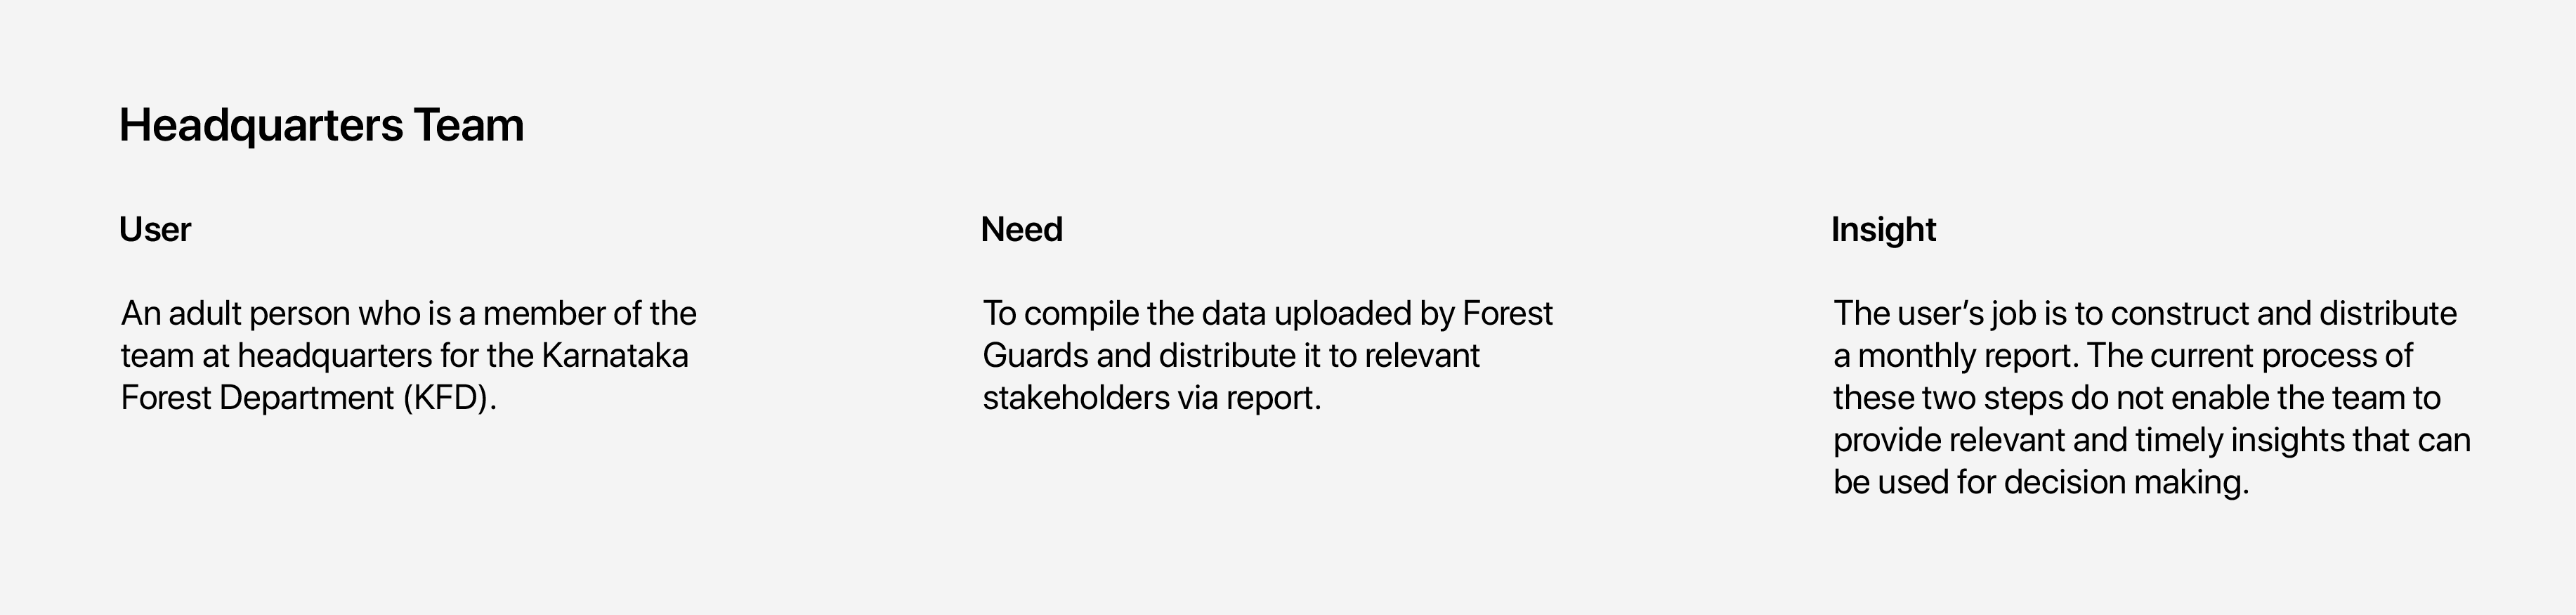 Headquarters Team
User
An adult person who is a member of the
team at headquarters for the Karnataka
Forest Department (KFD).
Need
To compile the data uploaded by Forest
Guards and distribute it to relevant
stakeholders via report.
Insight
The user’s job is to construct and distribute
a monthly report. The current process of
these two steps do not enable the team to
provide relevant and timely insights that can
be used for decision making.